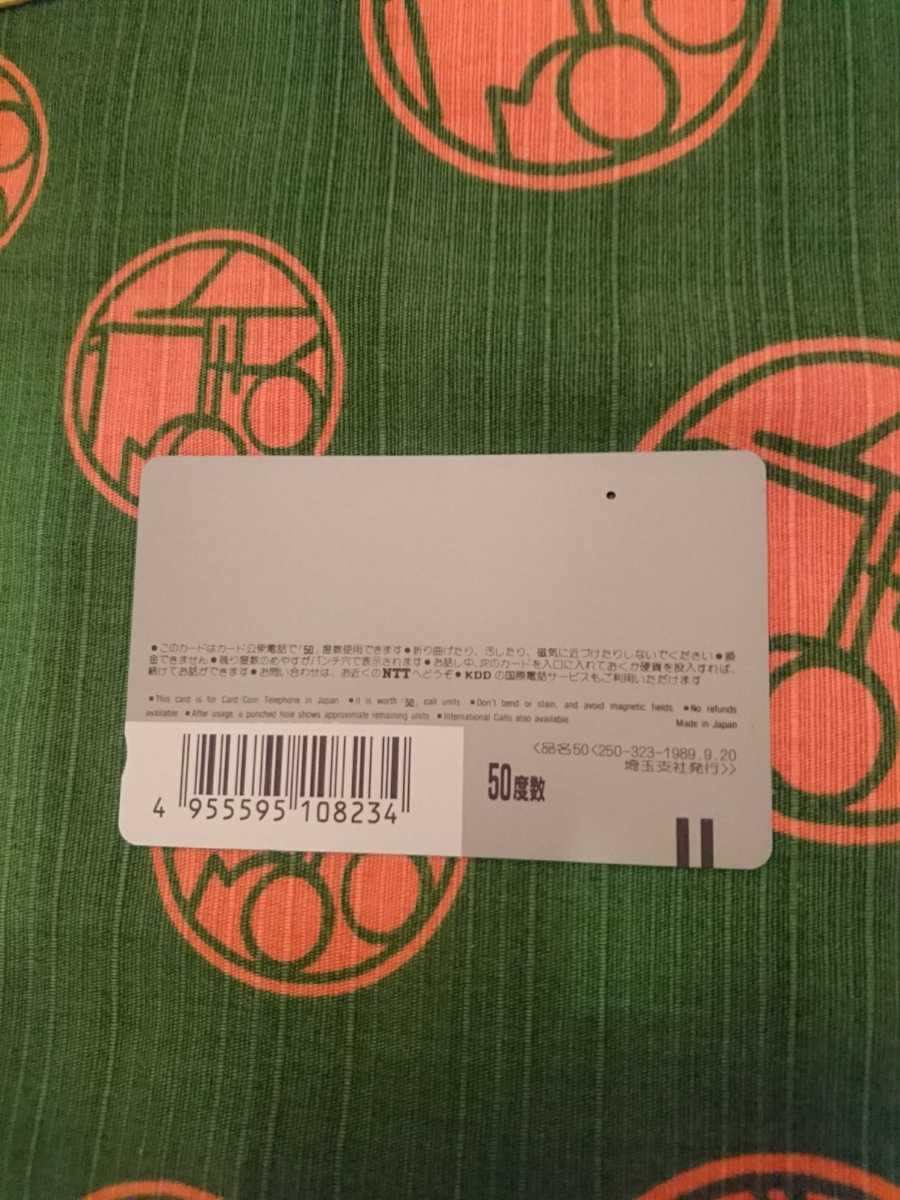 ●このカードはカード公衆電話で「50」度数使用できます●折り曲げたり、汚したり、磁気に近づけたりしないでください●換
金できません●残り度数のめやすがパンチ穴で表示されます●お話し中、次のカードを入口に入れておくか硬貨を投入すれば、
続けてお話ができます●お問い合わせは、お近くのNTTへどうぞ●KDDの国際電話サービスもご利用いただけます
●This card is for Card/Coin Telephone in Japan ●It is worth「50」call units ●Don't bend or stain, and avoid magnetic fields ●No refunds
available ●After usage, a punched hole shows approximate remaining units ●International Calls also available.
Made in Japan
<品名50<250-323-1989.9.20
埼玉支社発行>>
50度数
4 955595 108234